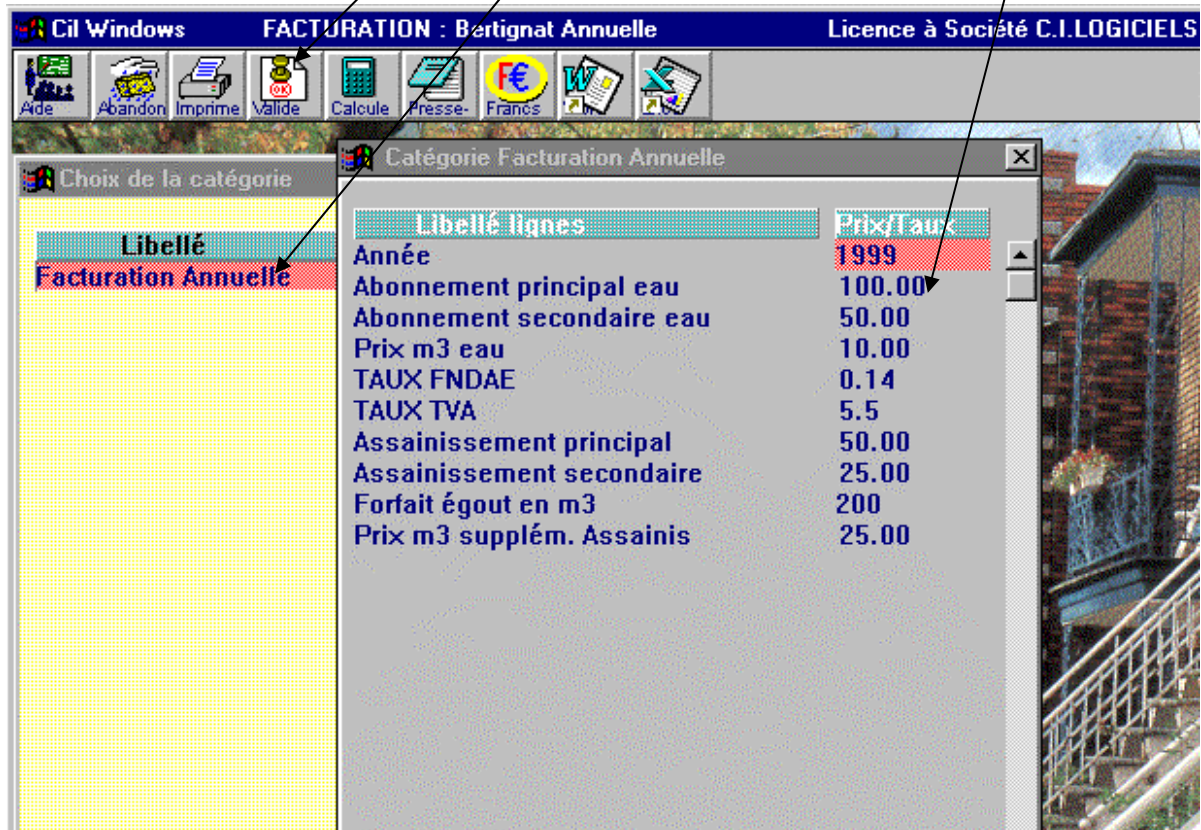 Cil Windows FACTURATION : Bertignat Annuelle Licence à Société C.I.LOGICIELS
Aide Abandon Imprime Valide Calcule Presse- Francs
OK
F€
W
X
Choix de la catégorie
Libellé
Facturation Annuelle
Catégorie Facturation Annuelle
Libellé lignes Prix/Taux
Année 1999
Abonnement principal eau 100.00
Abonnement secondaire eau 50.00
Prix m3 eau 10.00
TAUX FNDAE 0.14
TAUX TVA 5.5
Assainissement principal 50.00
Assainissement secondaire 25.00
Forfait égout en m3 200
Prix m3 supplém. Assainis 25.00